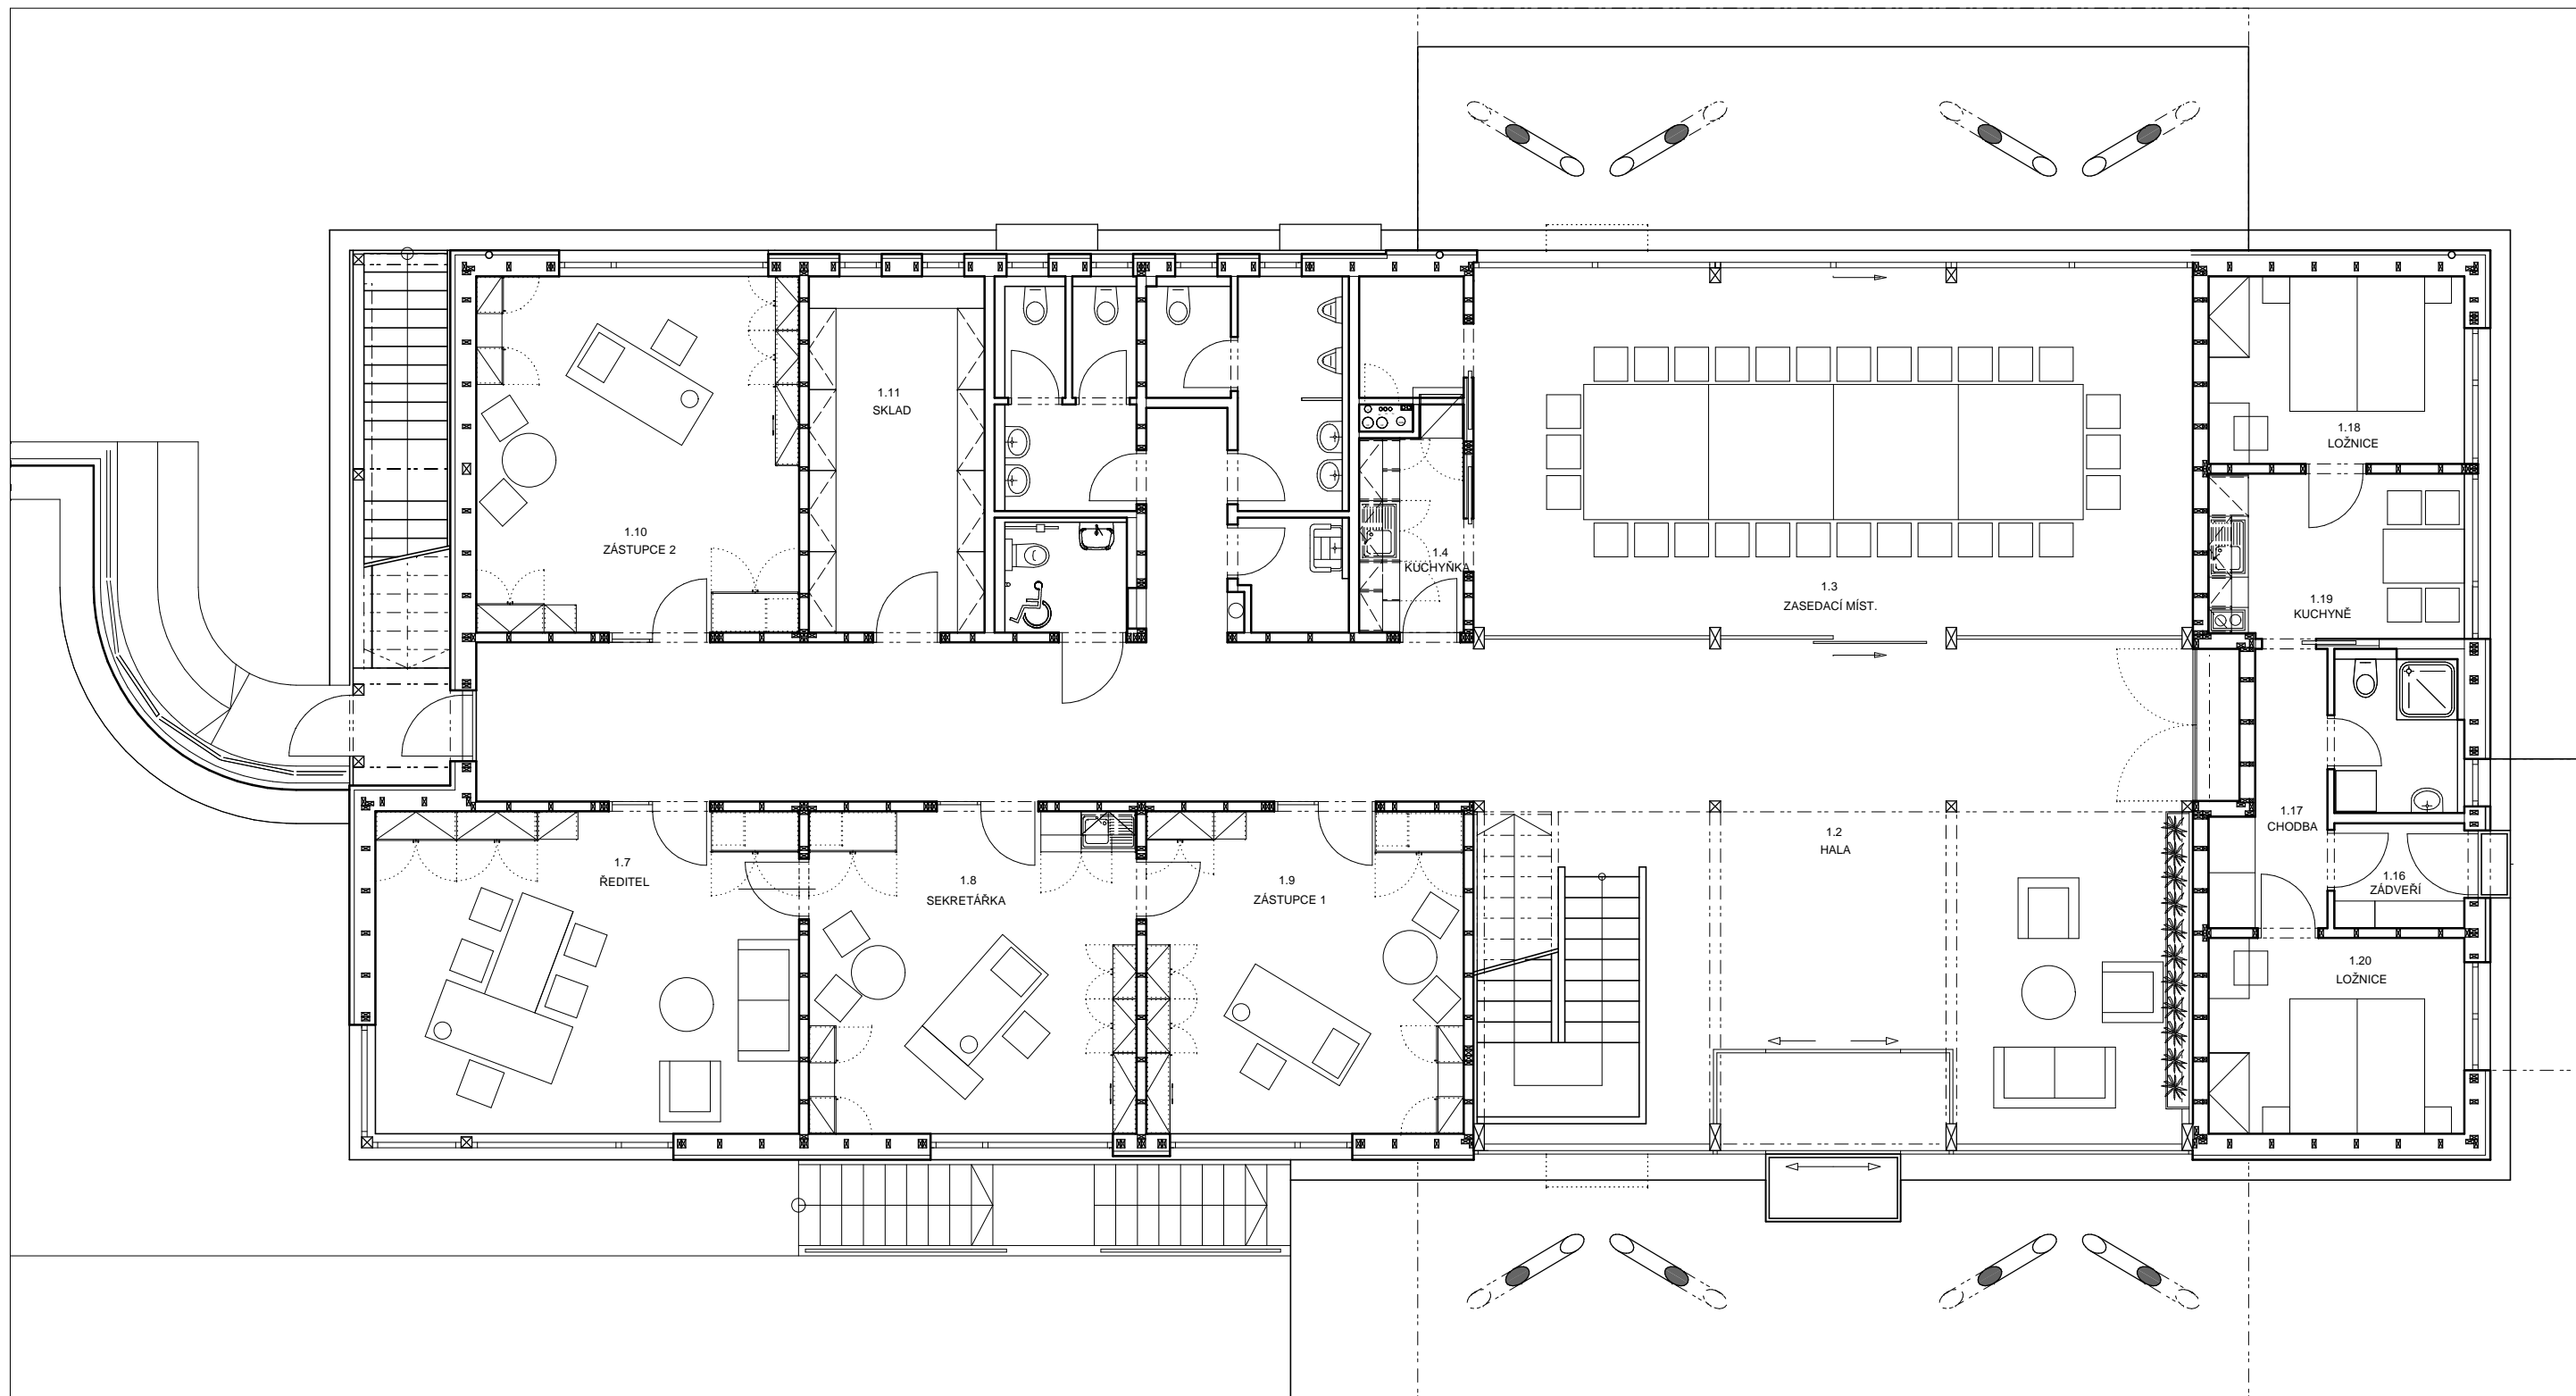 1.11
SKLAD
1.18
LOŽNICE
1.10
ZÁSTUPCE 2
1.4
KUCHYŇKA
1.3
ZASEDACÍ MÍST.
1.19
KUCHYNĚ
1.7
ŘEDITEL
1.8
SEKRETÁŘKA
1.9
ZÁSTUPCE 1
1.2
HALA
1.17
CHODBA
1.16
ZÁDVEŘÍ
1.20
LOŽNICE